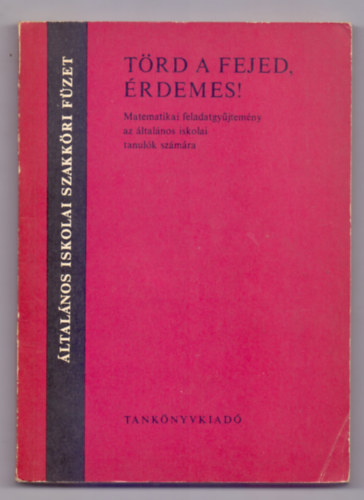 TÖRD A FEJED,
ÉRDEMES!
Matematikai feladatgyűjtemény
az általános iskolai
tanulók számára
TANKÖNYVKIADÓ
ÁLTALÁNOS ISKOLAI SZAKKÖRI FÜZET